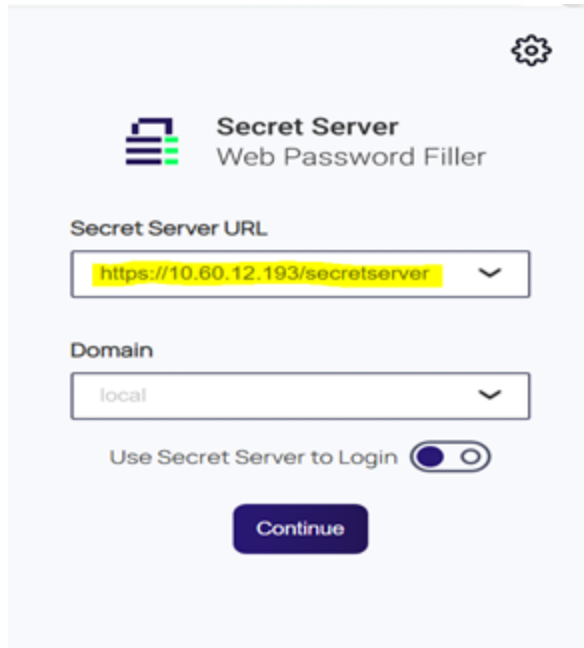 Secret Server
Web Password Filler
Secret Server URL
https://10.60.12.193/secretserver
Domain
local
Use Secret Server to Login
Continue